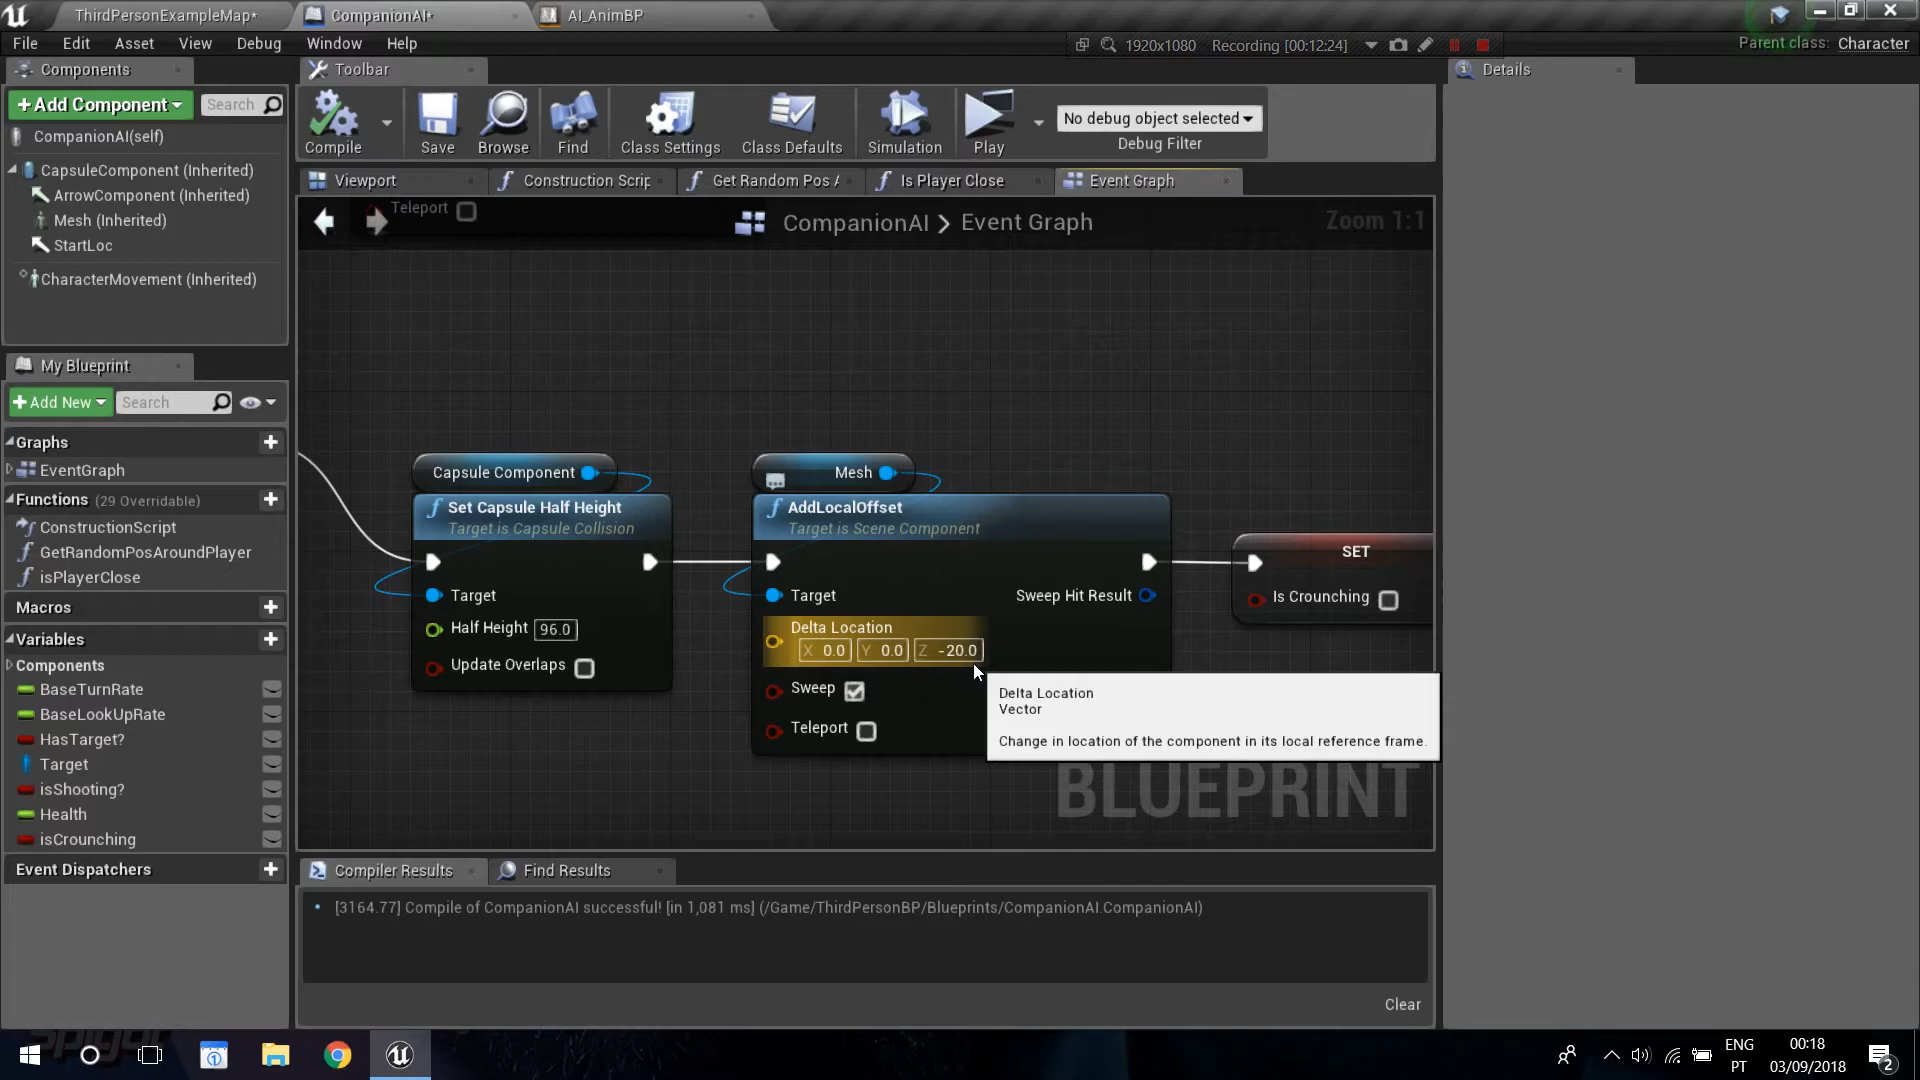 ThirdPersonExampleMap*
CompanionAI*
AI_AnimBP
File Edit Asset View Debug Window Help
1920x1080 Recording [00:12:24]
Parent class: Character
Components
Toolbar
Details
+Add Component
Search
Compile
Save
Browse
Find
Class Settings
Class Defaults
Simulation
Play
No debug object selected
Debug Filter
CompanionAI(self)
CapsuleComponent (Inherited)
ArrowComponent (Inherited)
Mesh (Inherited)
StartLoc
CharacterMovement (Inherited)
Viewport
Construction Scrip
Get Random Pos A
Is Player Close
Event Graph
Teleport
CompanionAI > Event Graph
Zoom 1:1
My Blueprint
+Add New
Search
Graphs
EventGraph
Functions (29 Overridable)
ConstructionScript
GetRandomPosAroundPlayer
isPlayerClose
Macros
Variables
Components
BaseTurnRate
BaseLookUpRate
HasTarget?
Target
isShooting?
Health
isCrounching
Event Dispatchers
Capsule Component
Set Capsule Half Height
Target is Capsule Collision
Target
Half Height 96.0
Update Overlaps
Mesh
AddLocalOffset
Target is Scene Component
Target
Sweep Hit Result
Delta Location
X 0.0 Y 0.0 Z -20.0
Sweep
Teleport
SET
Is Crounching
Delta Location
Vector
Change in location of the component in its local reference frame.
BLUEPRINT
Compiler Results
Find Results
[3164.77] Compile of CompanionAI successful! [in 1,081 ms] (/Game/ThirdPersonBP/Blueprints/CompanionAI.CompanionAI)
Clear
ENG
PT
00:18
03/09/2018
2